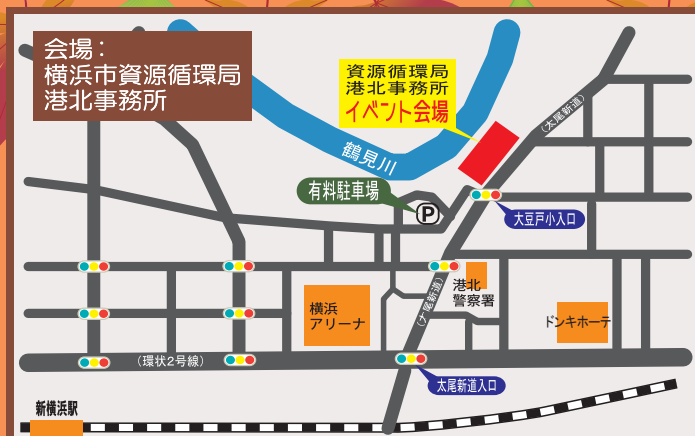 会場：
横浜市資源循環局
港北事務所
資源循環局
港北事務所
イベント会場
(太尾新道)
鶴見川
有料駐車場
P
大豆戸小入口
港北
警察署
(太尾新道)
横浜
アリーナ
ドンキホーテ
(環状2号線)
太尾新道入口
新横浜駅